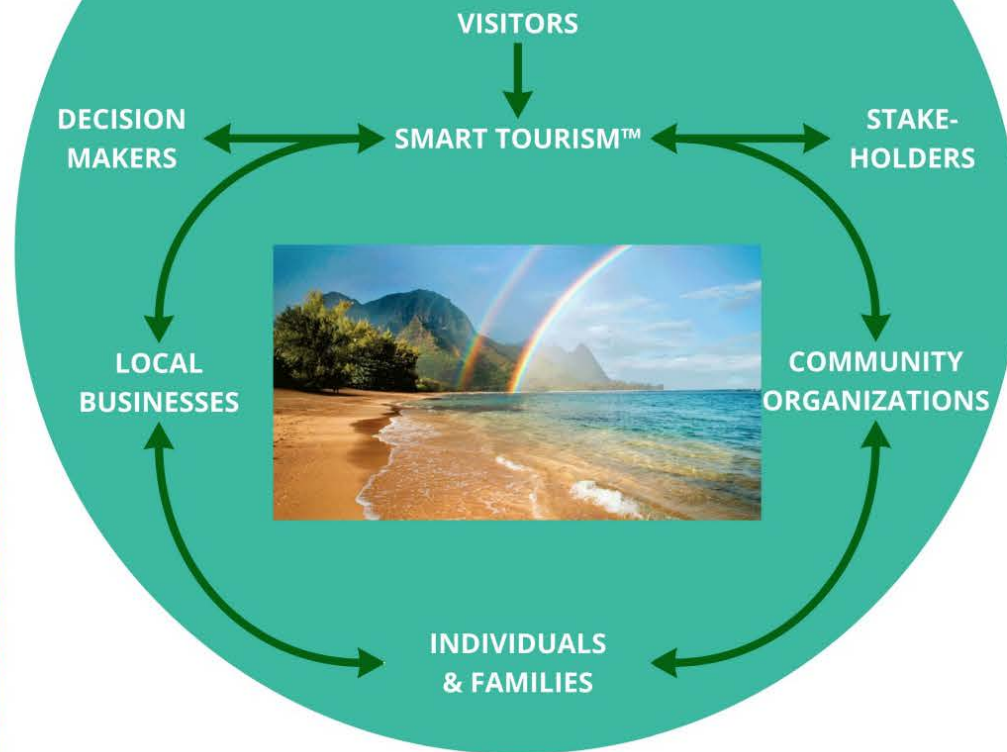 VISITORS
DECISION
MAKERS
SMART TOURISM™
STAKE-
HOLDERS
LOCAL
BUSINESSES
COMMUNITY
ORGANIZATIONS
INDIVIDUALS
& FAMILIES